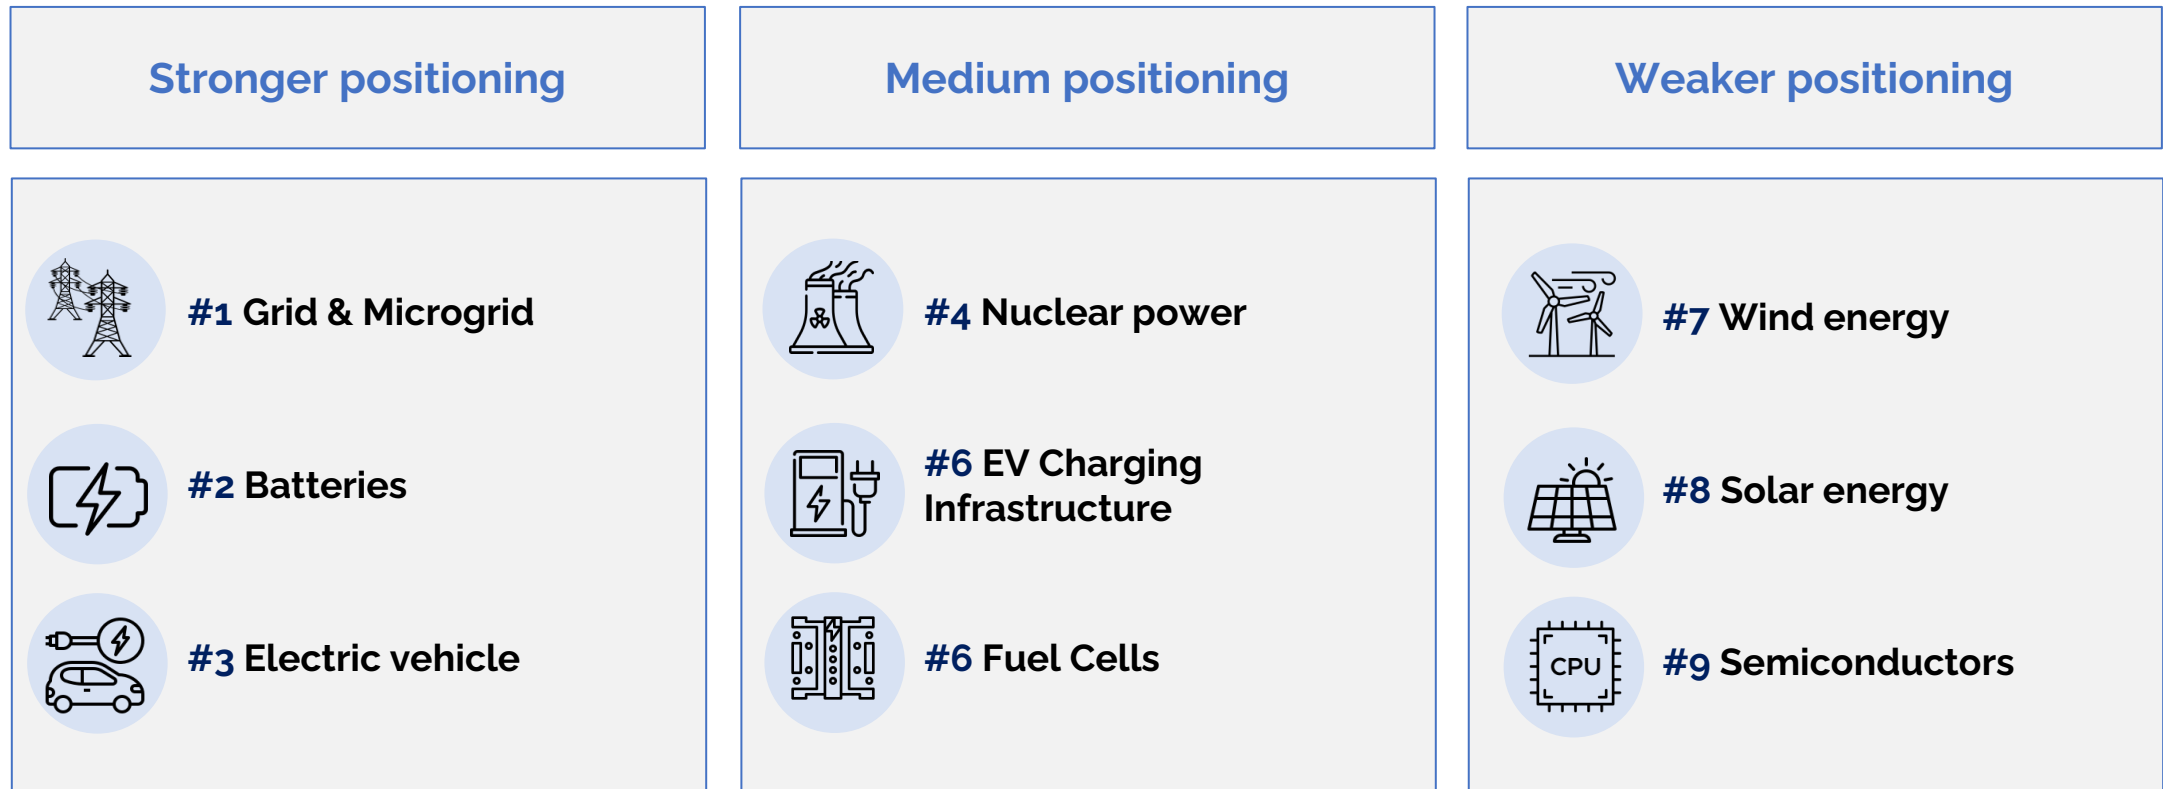 Stronger positioning
#1 Grid & Microgrid
#2 Batteries
#3 Electric vehicle
Medium positioning
#4 Nuclear power
#6 EV Charging
Infrastructure
#6 Fuel Cells
Weaker positioning
#7 Wind energy
#8 Solar energy
CPU
#9 Semiconductors